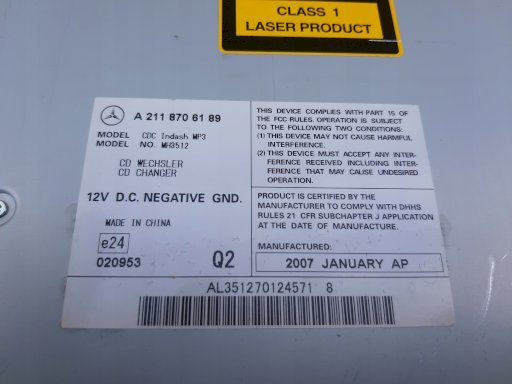 CLASS 1
LASER PRODUCT
A 211 870 61 89
MODEL CDC Indash MP3
MODEL NO. MH3512
CD WECHSLER
CD CHANGER
12V D.C. NEGATIVE GND.
MADE IN CHINA
e24
020953
Q2
THIS DEVICE COMPLIES WITH PART 15 OF
THE FCC RULES. OPERATION IS SUBJECT
TO THE FOLLOWING TWO CONDITIONS:
(1) THIS DEVICE MAY NOT CAUSE HARMFUL
INTERFERENCE.
(2) THIS DEVICE MUST ACCEPT ANY INTER-
FERENCE RECEIVED INCLUDING INTER-
FERENCE THAT MAY CAUSE UNDESIRED
OPERATION.
PRODUCT IS CERTIFIED BY THE
MANUFACTURER TO COMPLY WITH DHHS
RULES 21 CFR SUBCHAPTER J APPLICATION
AT THE DATE OF MANUFACTURE.
MANUFACTURED:
2007 JANUARY AP
AL351270124571 8